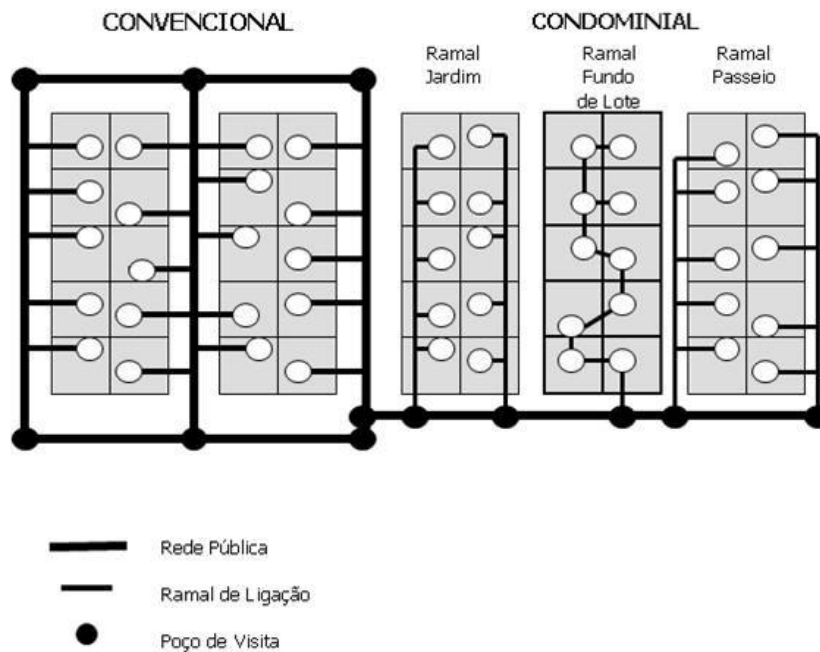 CONVENCIONAL
CONDOMINIAL
Ramal
Jardim
Ramal
Fundo
de Lote
Ramal
Passeio
Rede Pública
Ramal de Ligação
Poço de Visita